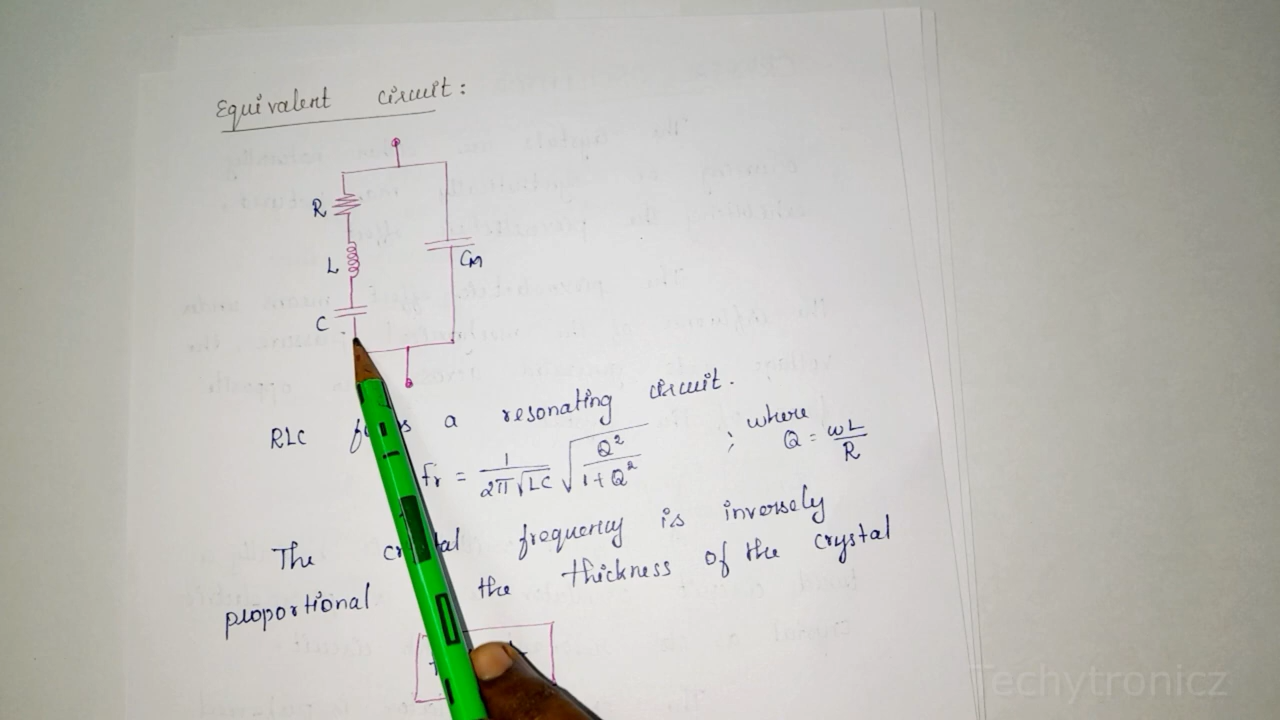 Equivalent circuit:
R
L
C
CM
RLC a resonating circuit.
fr = 1/2π√LC √Q²/1+Q² ; where Q = ωL/R
The crystal frequency is inversely
proportional the thickness of the crystal
Techytronicz